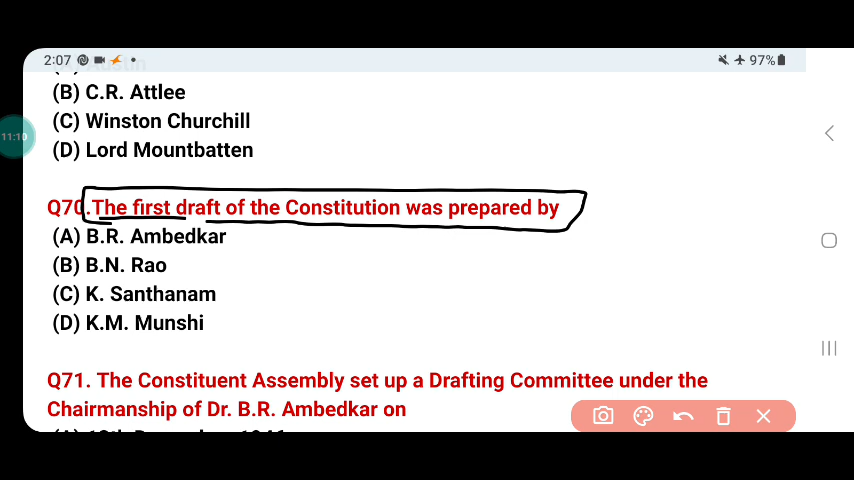 2:07
97%
(B) C.R. Attlee
(C) Winston Churchill
11:10
(D) Lord Mountbatten
Q70.The first draft of the Constitution was prepared by
(A) B.R. Ambedkar
(B) B.N. Rao
(C) K. Santhanam
(D) K.M. Munshi
Q71. The Constituent Assembly set up a Drafting Committee under the
Chairmanship of Dr. B.R. Ambedkar on